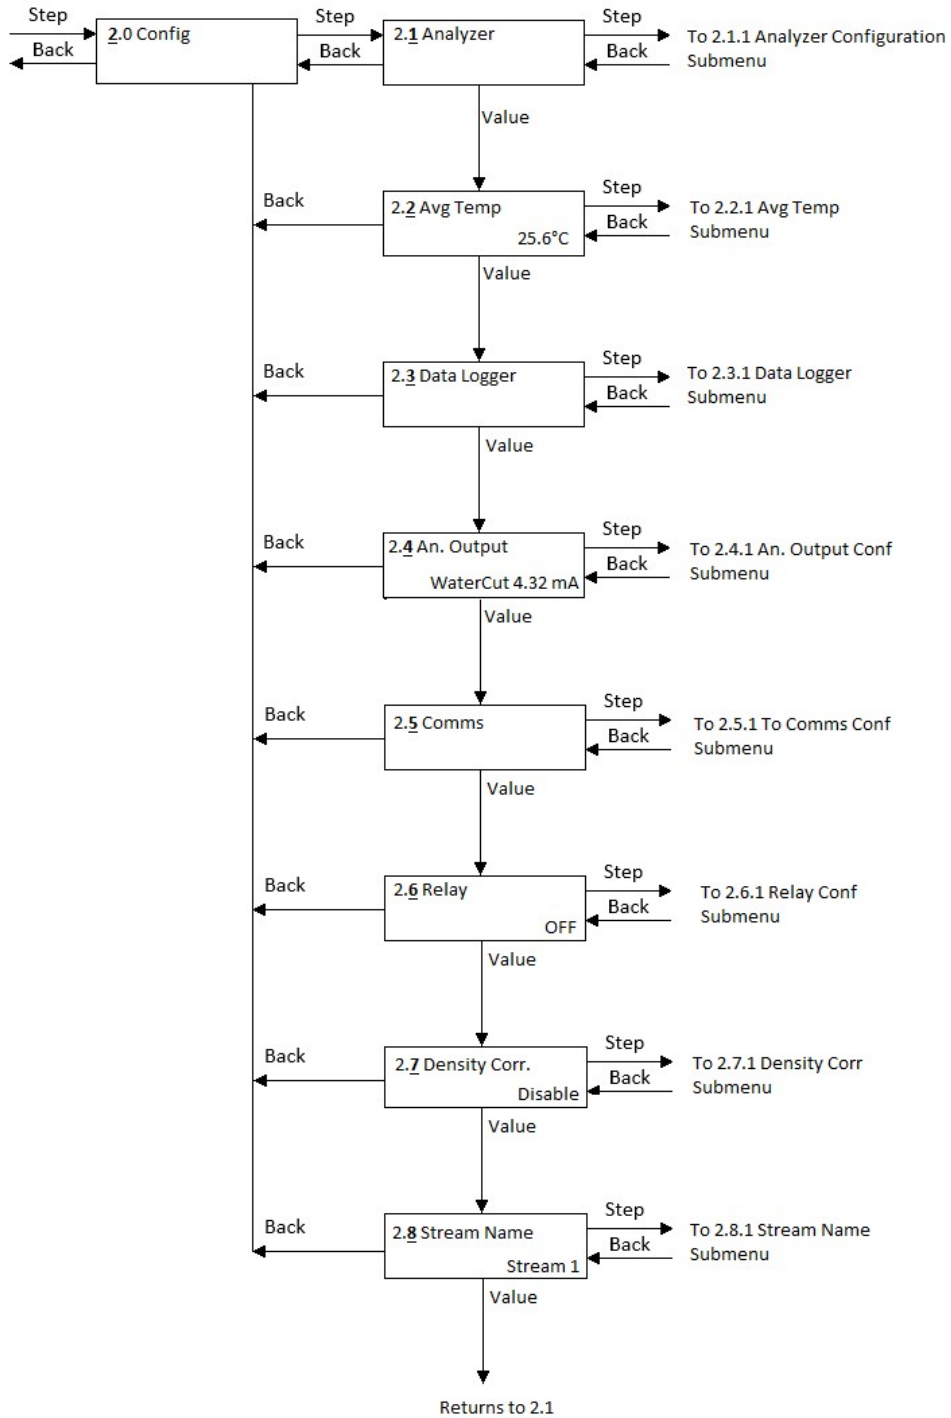 Step
Back
2.0 Config
Step
Back
2.1 Analyzer
Step
Back
To 2.1.1 Analyzer Configuration
Submenu
Value
Back
2.2 Avg Temp
25.6°C
Step
Back
To 2.2.1 Avg Temp
Submenu
Value
Back
2.3 Data Logger
Step
Back
To 2.3.1 Data Logger
Submenu
Value
Back
2.4 An. Output
WaterCut 4.32 mA
Step
Back
To 2.4.1 An. Output Conf
Submenu
Value
Back
2.5 Comms
Step
Back
To 2.5.1 To Comms Conf
Submenu
Value
Back
2.6 Relay
OFF
Step
Back
To 2.6.1 Relay Conf
Submenu
Value
Back
2.7 Density Corr.
Disable
Step
Back
To 2.7.1 Density Corr
Submenu
Value
Back
2.8 Stream Name
Stream 1
Step
Back
To 2.8.1 Stream Name
Submenu
Value
Returns to 2.1